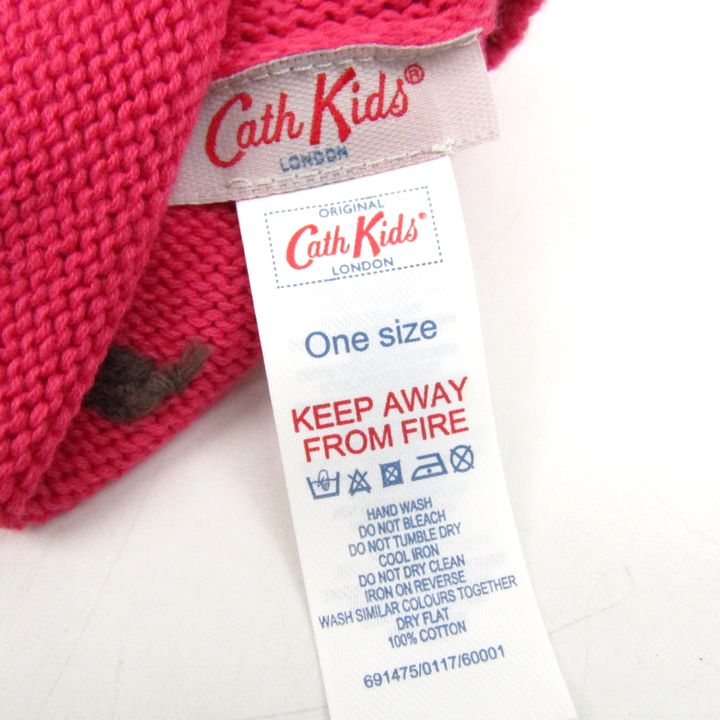 Cath Kids®
LONDON
ORIGINAL
Cath Kids®
LONDON
One size
KEEP AWAY
FROM FIRE
HAND WASH
DO NOT BLEACH
DO NOT TUMBLE DRY
COOL IRON
DO NOT DRY CLEAN
IRON ON REVERSE
WASH SIMILAR COLOURS TOGETHER
DRY FLAT
100% COTTON
691475/0117/60001